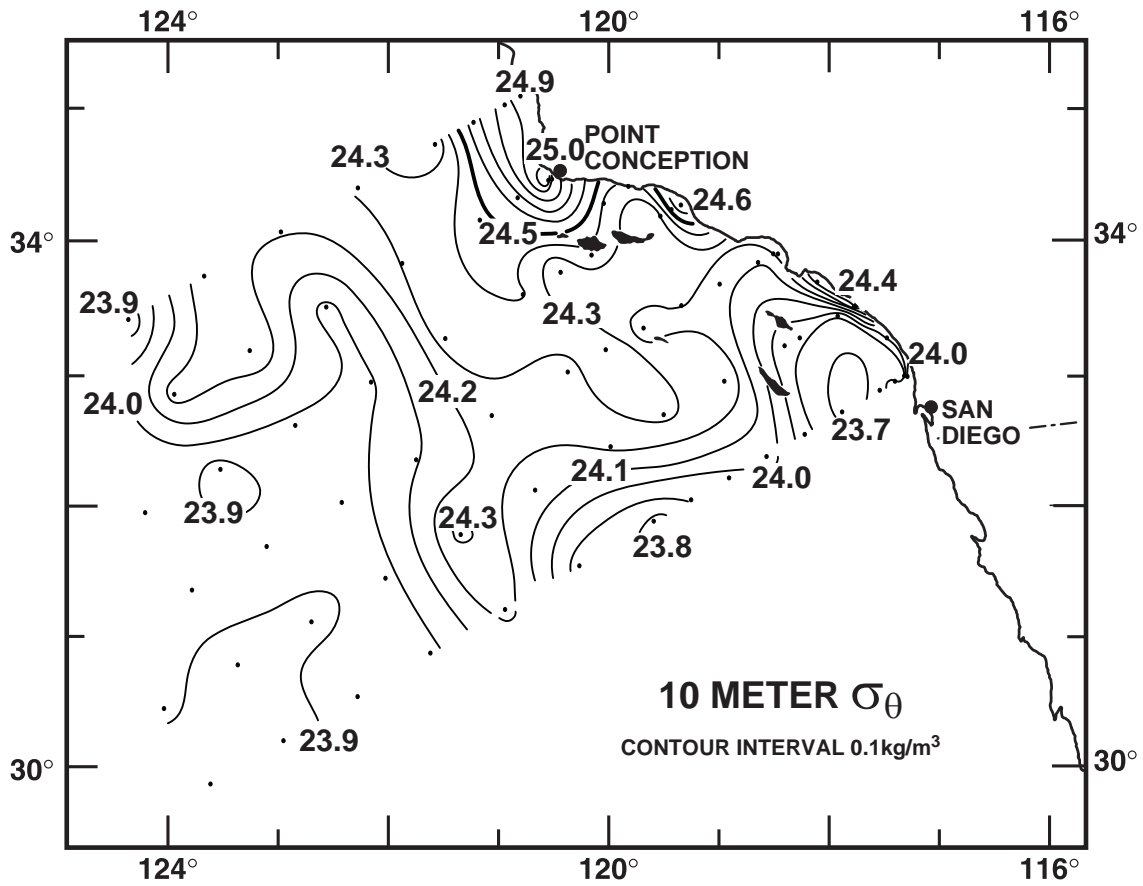 124° 120° 116°
24.9
POINT
25.0
CONCEPTION
24.3
24.6
24.5
34° 34°
24.4
23.9
24.3
24.0
24.2
24.0
SAN
23.7
DIEGO
24.1
24.0
23.9
24.3
23.8
10 METER σθ
23.9
CONTOUR INTERVAL 0.1kg/m³
30° 30°
124° 120° 116°